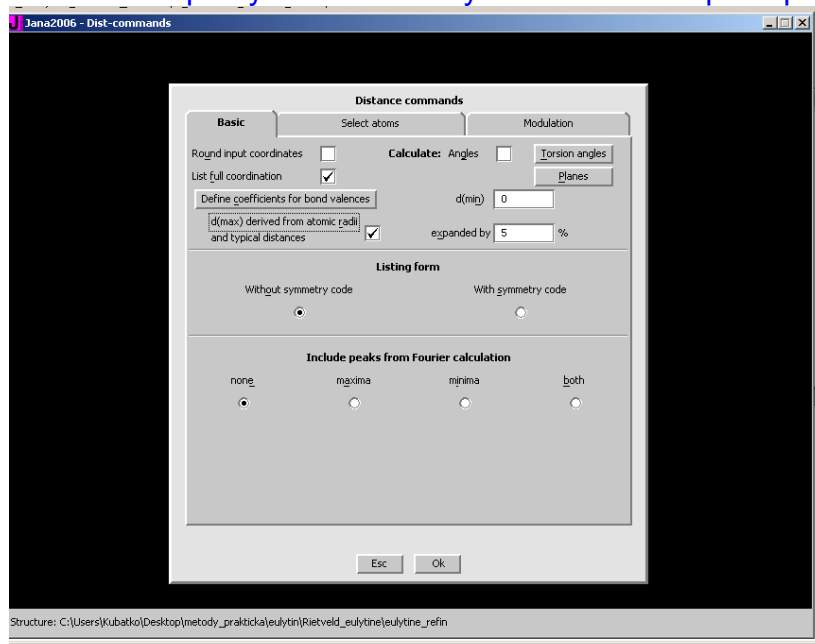 Jana2006 - Dist-commands
Distance commands
Basic Select atoms Modulation
Round input coordinates Calculate: Angles Torsion angles
List full coordination Planes
Define coefficients for bond valences d(min) 0
d(max) derived from atomic radii
and typical distances expanded by 5 %
Listing form
Without symmetry code With symmetry code
Include peaks from Fourier calculation
none maxima minima both
Esc Ok
Structure: C:\Users\Kubatko\Desktop\metody_prakticka\eulytin\Rietveld_eulytine\eulytine_refin